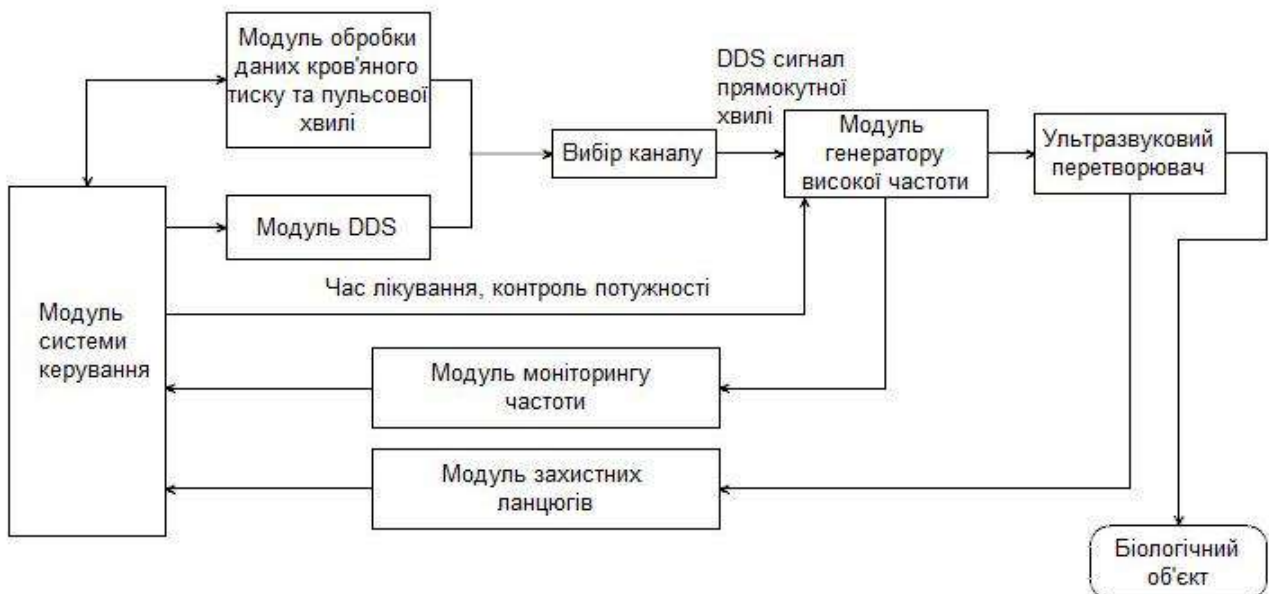 Модуль обробки
даних кров'яного
тиску та пульсової
хвилі
DDS сигнал
прямокутної
хвилі
Вибір каналу
Модуль
генератору
високої частоти
Ультразвуковий
перетворювач
Модуль DDS
Час лікування, контроль потужності
Модуль
системи
керування
Модуль моніторингу
частоти
Модуль захистних
ланцюгів
Біологічний
об'єкт